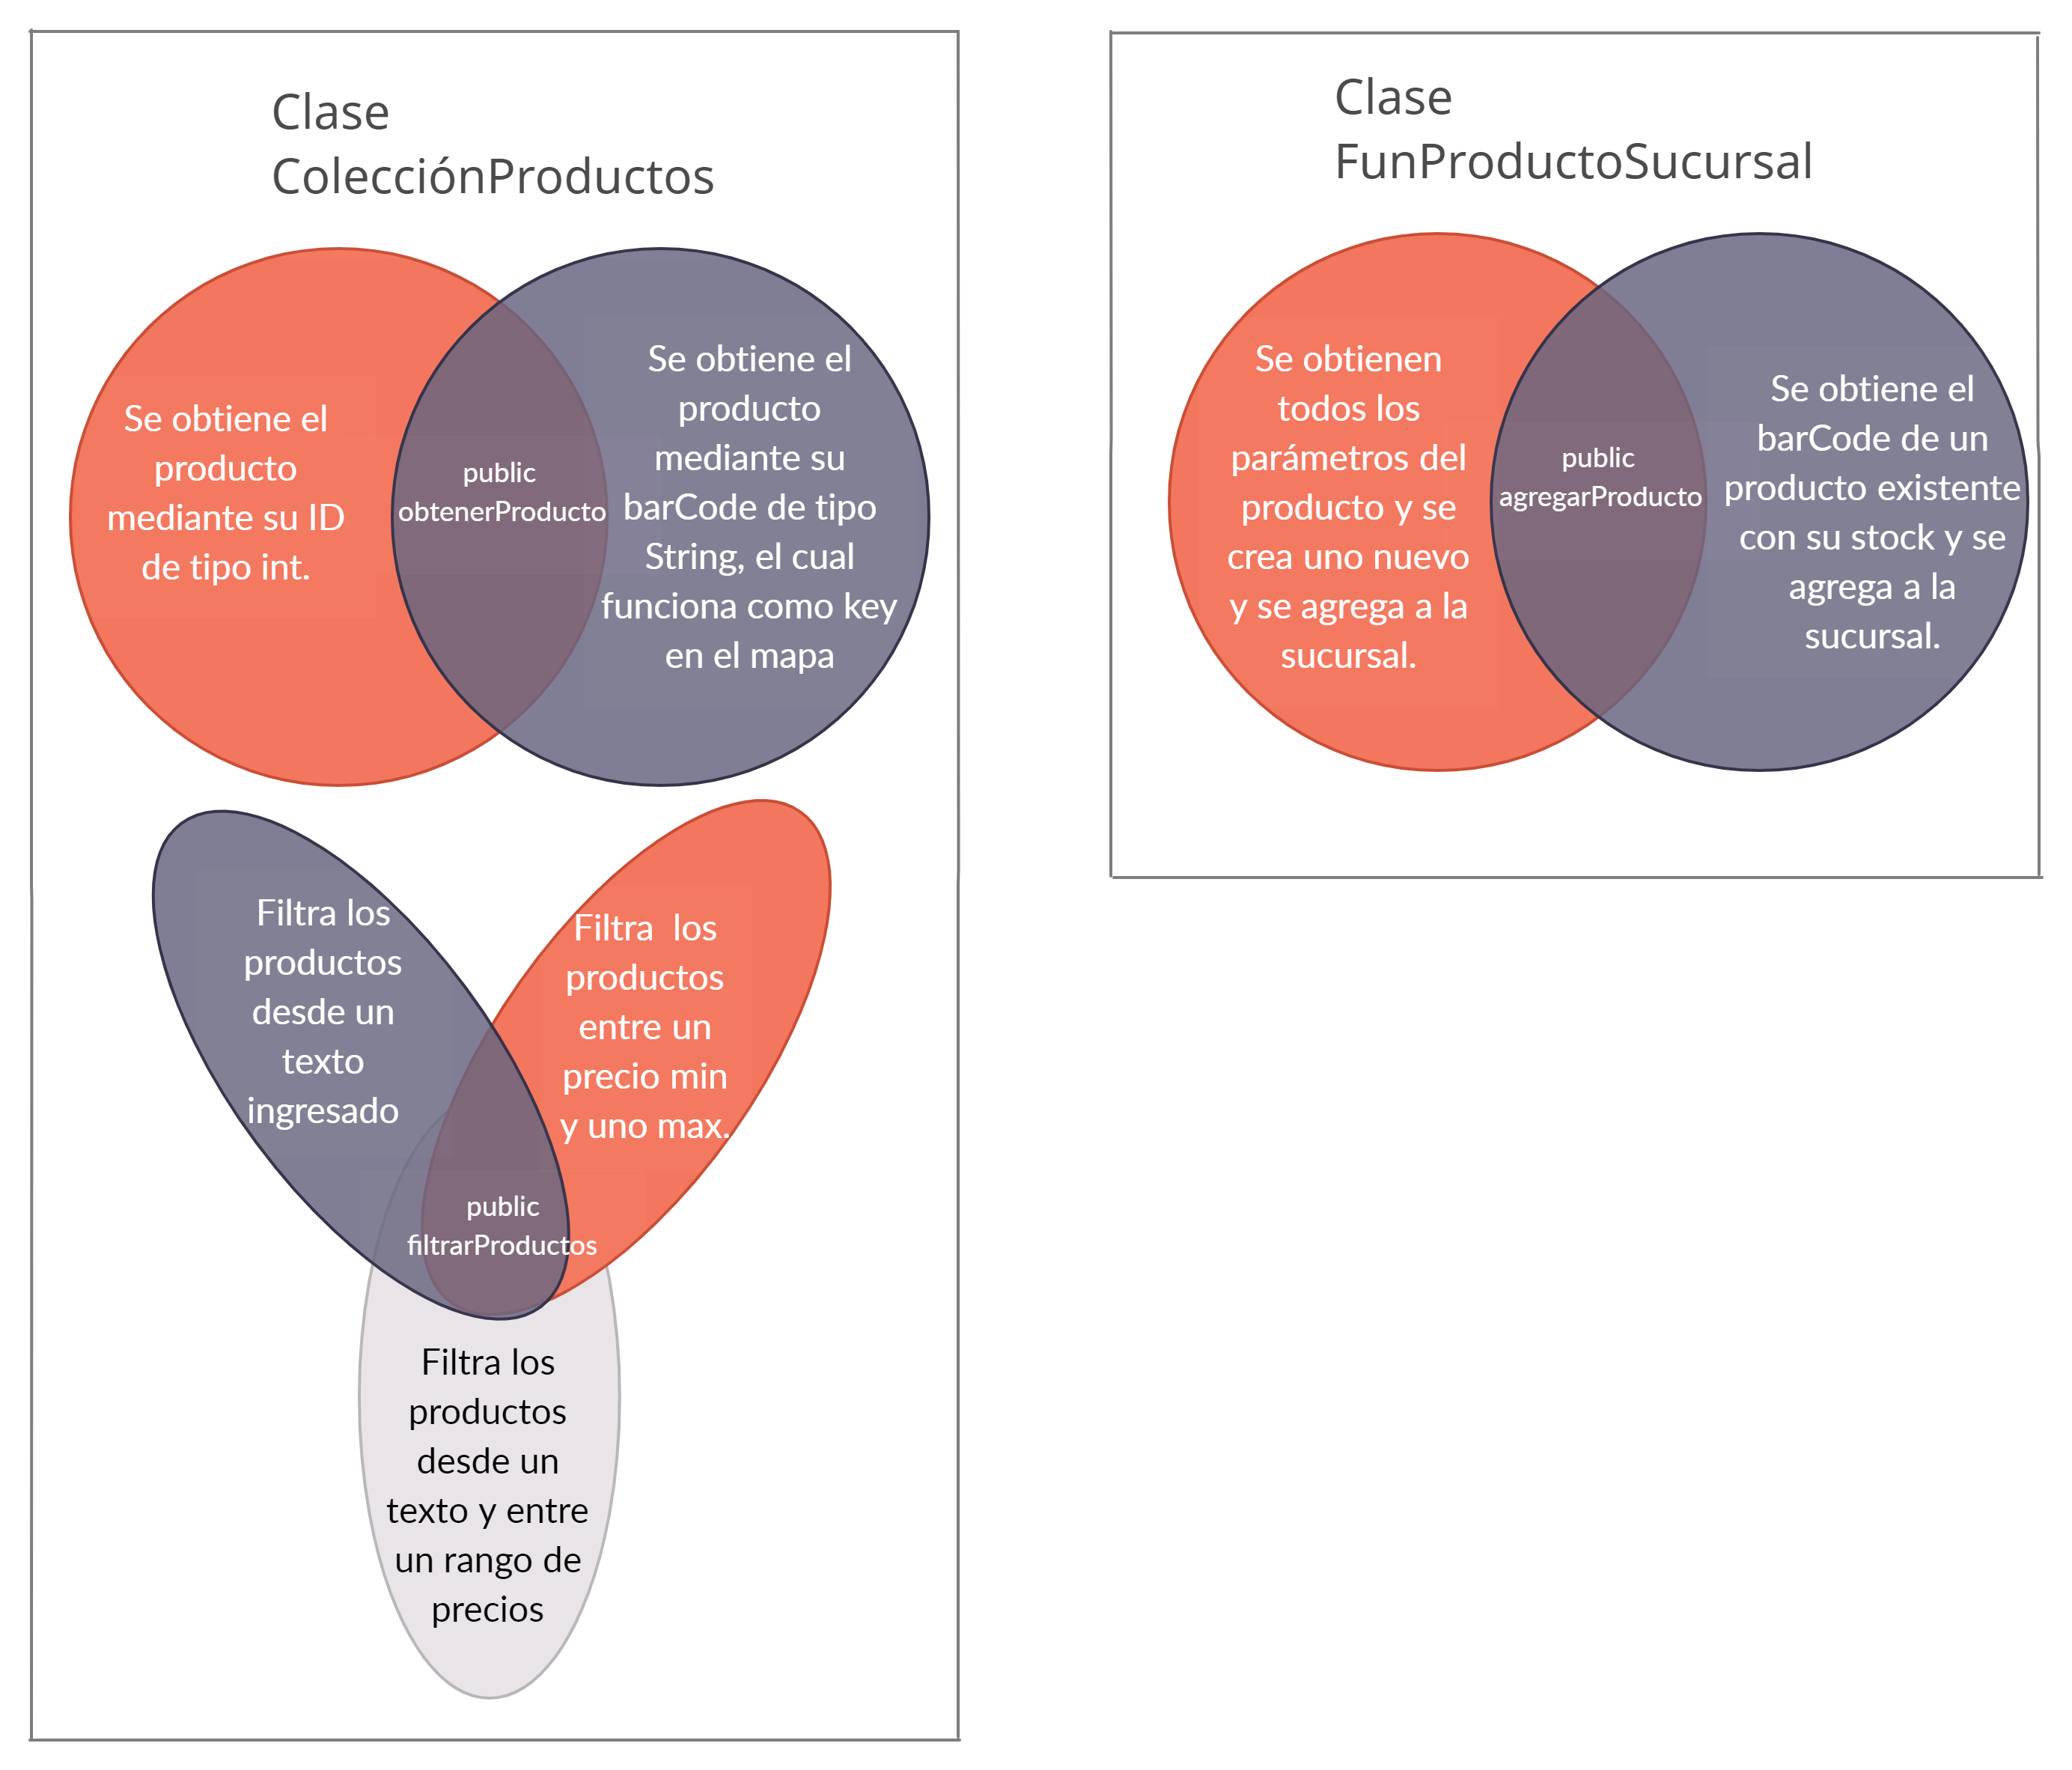 Clase
ColecciónProductos
Se obtiene el
producto
mediante su ID
de tipo int.
public
obtenerProducto
Se obtiene el
producto
mediante su
barCode de tipo
String, el cual
funciona como key
en el mapa
Filtra los
productos
desde un
texto
ingresado
Filtra  los
productos
entre un
precio min
y uno max.
public
filtrarProductos
Filtra los
productos
desde un
texto y entre
un rango de
precios
Clase
FunProductoSucursal
Se obtienen
todos los
parámetros del
producto y se
crea uno nuevo
y se agrega a la
sucursal.
public
agregarProducto
Se obtiene el
barCode de un
producto existente
con su stock y se
agrega a la
sucursal.